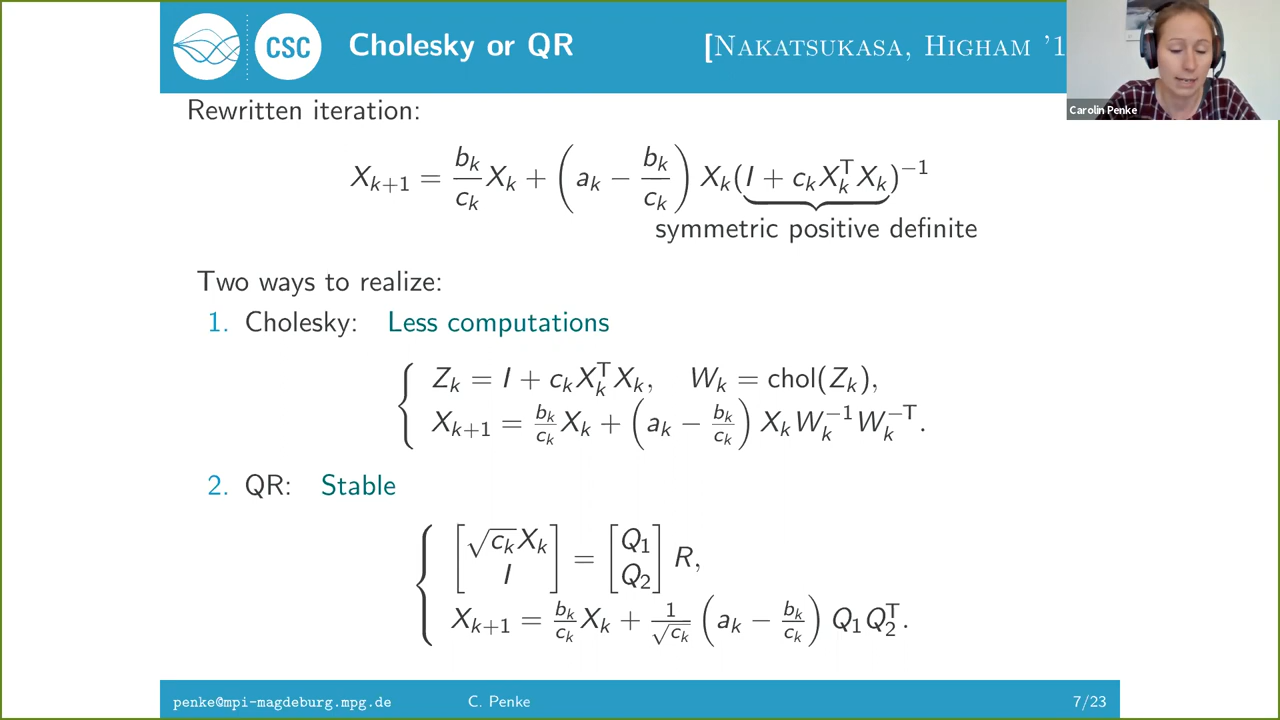 CSC
Cholesky or QR
[Nakatsukasa, Higham '1
Carolin Penke
Rewritten iteration:
X_{k+1} = \frac{b_k}{c_k} X_k + \left( a_k - \frac{b_k}{c_k} \right) X_k ( \underbrace{I + c_k X_k^T X_k} )^{-1}
symmetric positive definite
Two ways to realize:
1. Cholesky: Less computations
Z_k = I + c_k X_k^T X_k, W_k = chol(Z_k),
X_{k+1} = \frac{b_k}{c_k} X_k + \left( a_k - \frac{b_k}{c_k} \right) X_k W_k^{-1} W_k^{-T}.
2. QR: Stable
\begin{bmatrix} \sqrt{c_k} X_k \\ I \end{bmatrix} = \begin{bmatrix} Q_1 \\ Q_2 \end{bmatrix} R,
X_{k+1} = \frac{b_k}{c_k} X_k + \frac{1}{\sqrt{c_k}} \left( a_k - \frac{b_k}{c_k} \right) Q_1 Q_2^T.
penke@mpi-magdeburg.mpg.de C. Penke 7/23